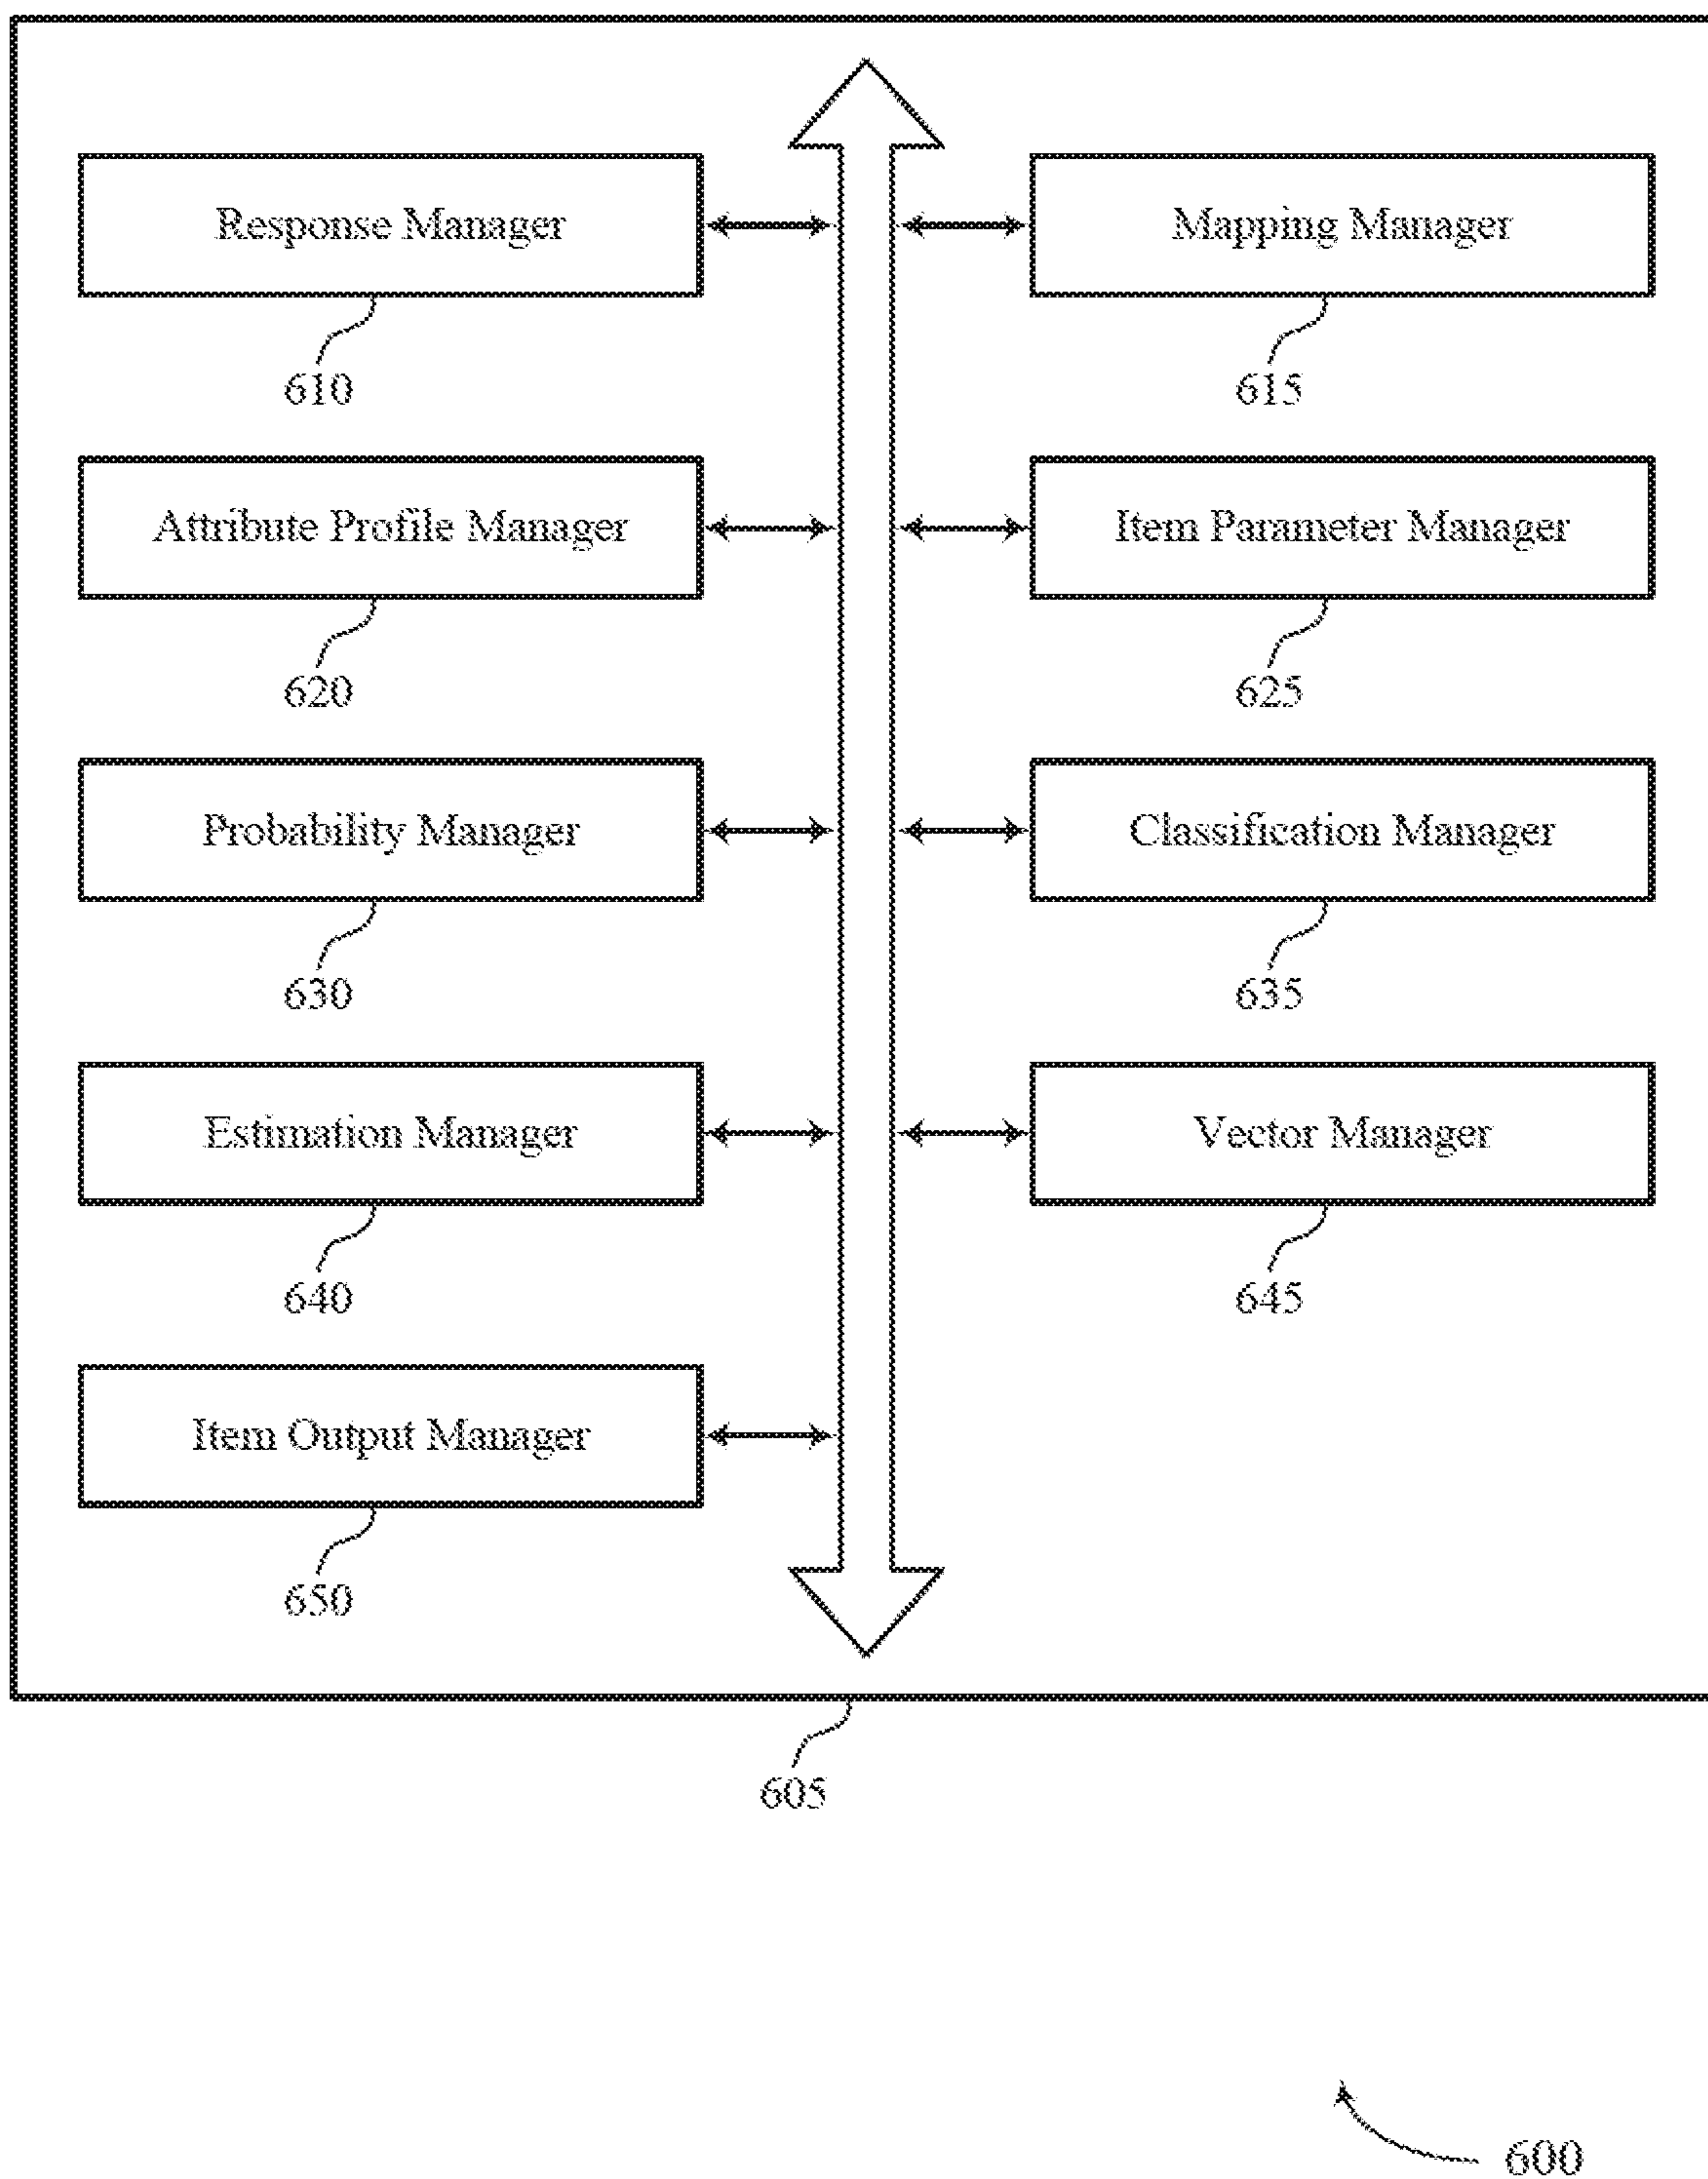 Response Manager
Mapping Manager
610
615
Attribute Profile Manager
Item Parameter Manager
620
625
Probability Manager
Classification Manager
630
635
Estimation Manager
Vector Manager
640
645
Item Output Manager
650
605
600